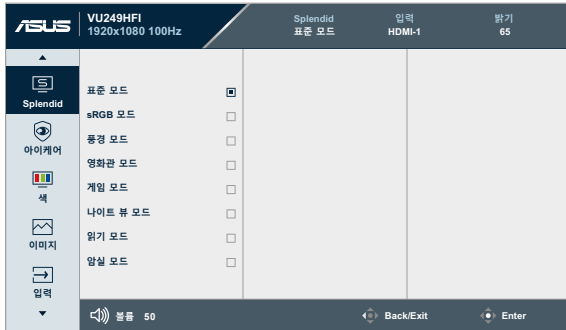 ASUS
VU249HFI
1920x1080 100Hz
Splendid
표준 모드
입력
HDMI-1
밝기
65
Splendid
아이케어
색
이미지
입력
표준 모드
sRGB 모드
풍경 모드
영화관 모드
게임 모드
나이트 뷰 모드
읽기 모드
암실 모드
볼륨 50
Back/Exit
Enter